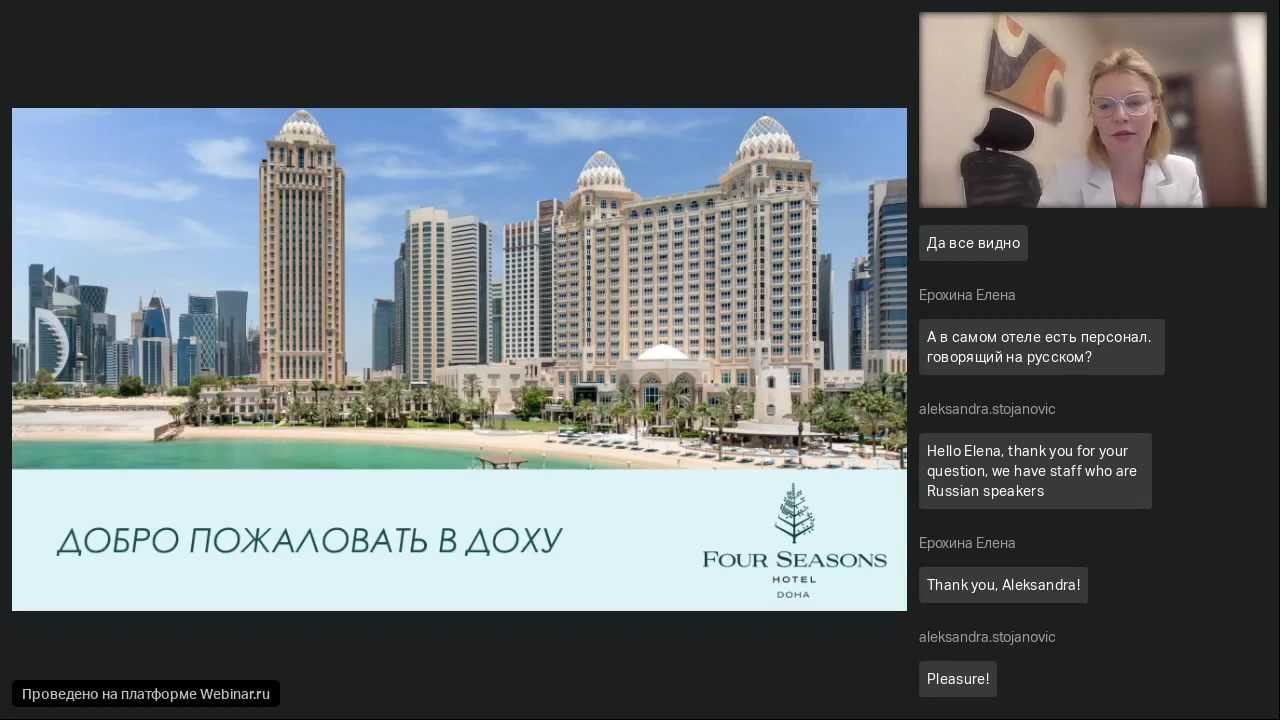 ДОБРО ПОЖАЛОВАТЬ В ДОХУ
FOUR SEASONS
HOTEL
DOHA
Да все видно
Ерохина Елена
А в самом отеле есть персонал.
говорящий на русском?
aleksandra.stojanovic
Hello Elena, thank you for your
question, we have staff who are
Russian speakers
Ерохина Елена
Thank you, Aleksandra!
aleksandra.stojanovic
Pleasure!
Проведено на платформе Webinar.ru